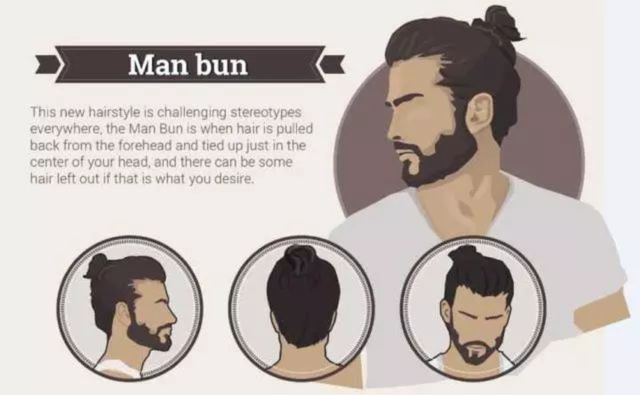 Man bun
This new hairstyle is challenging stereotypes
everywhere, the Man Bun is when hair is pulled
back from the forehead and tied up just in the
center of your head, and there can be some
hair left out if that is what you desire.